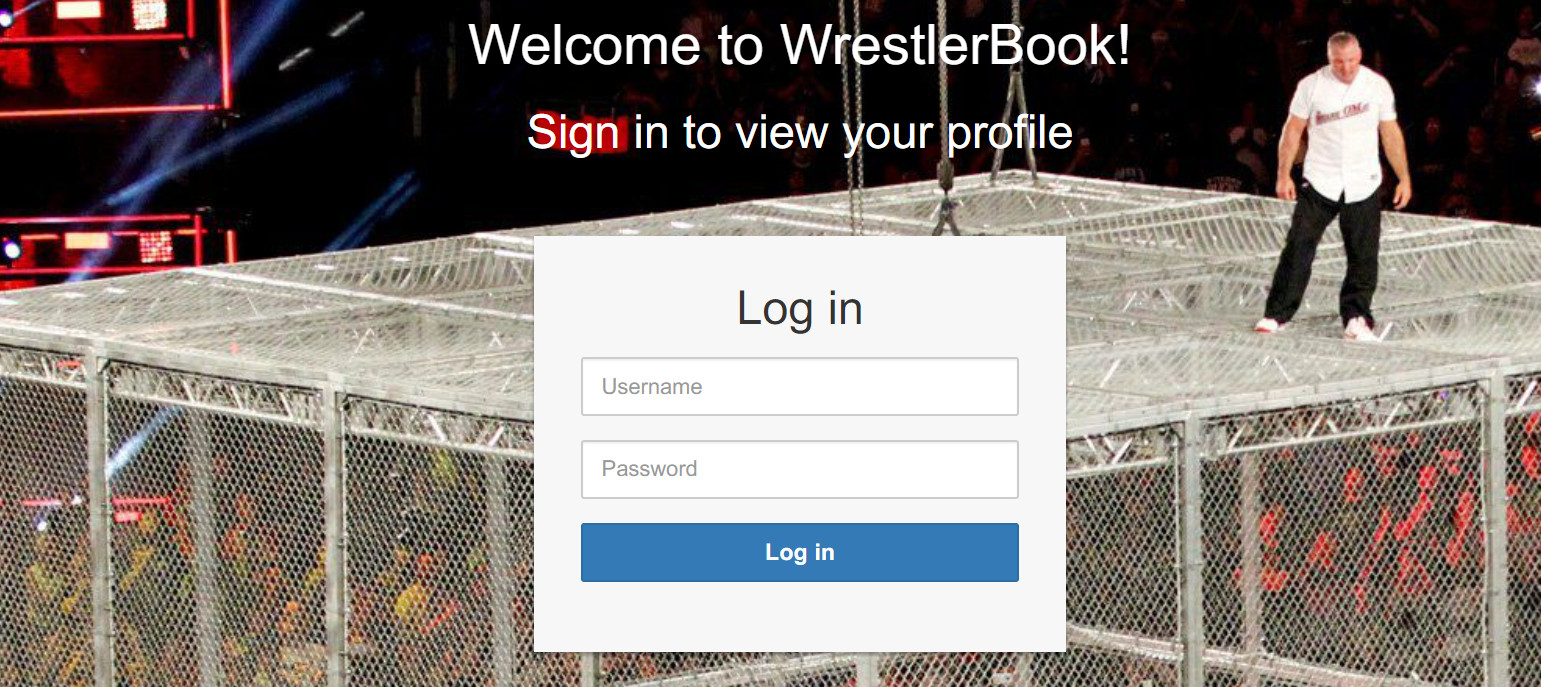 Welcome to WrestlerBook!
Sign in to view your profile
Log in
Username
Password
Log in